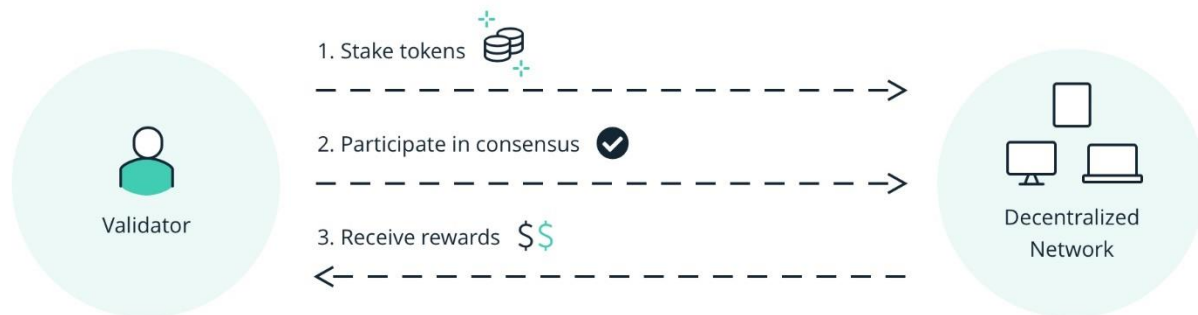 1. Stake tokens
2. Participate in consensus
3. Receive rewards $$
Validator
Decentralized
Network